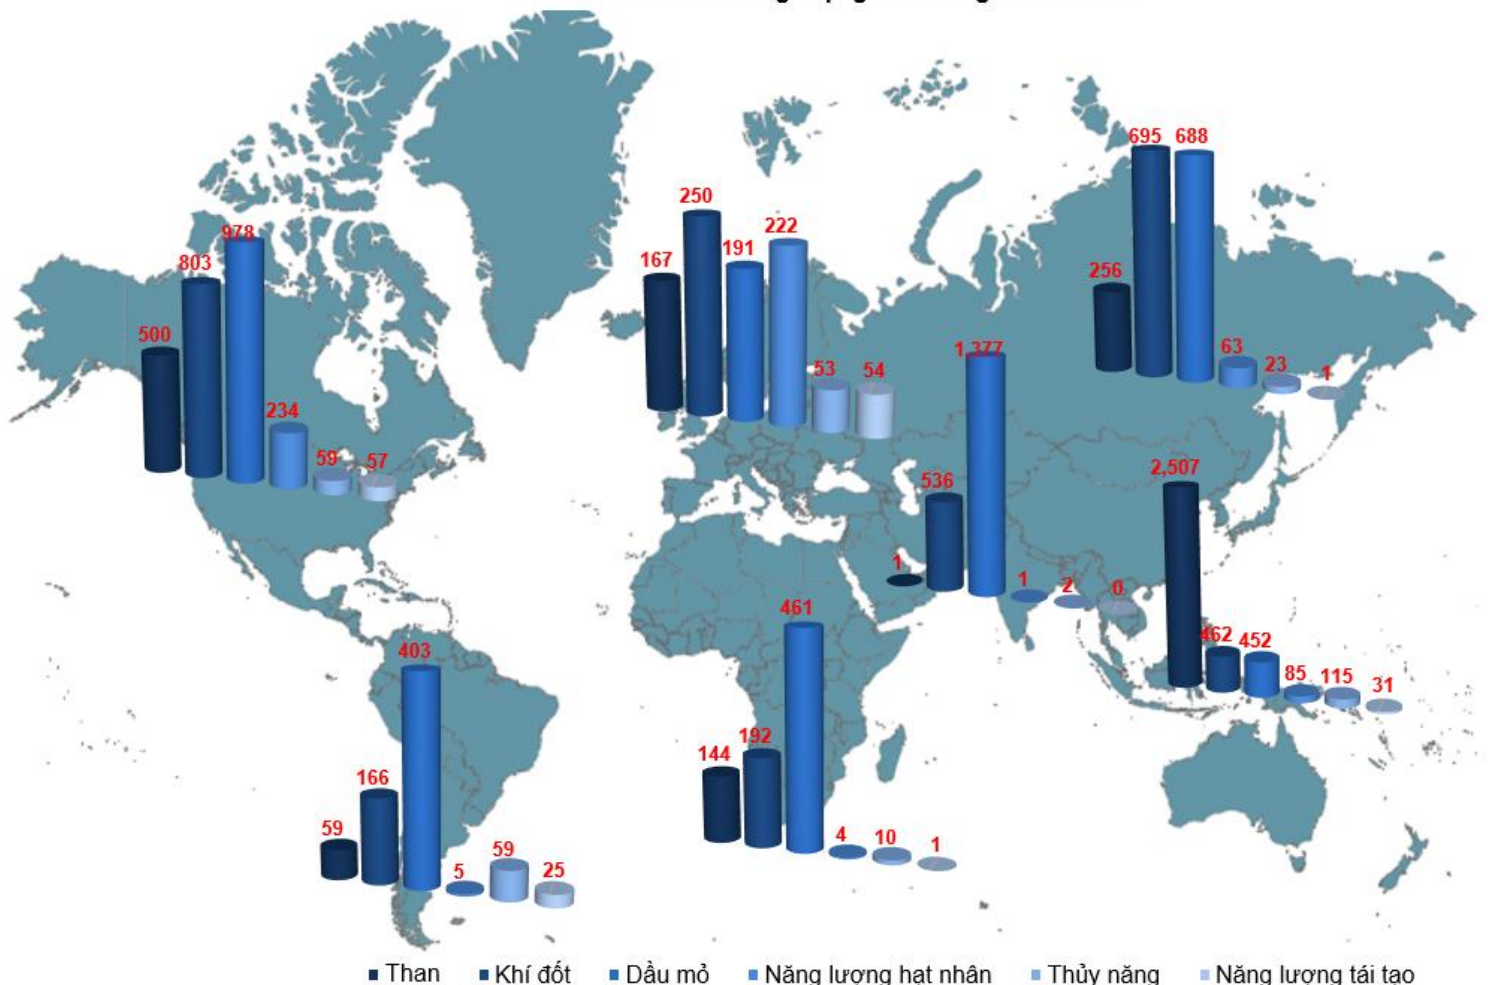 695 688
250
978 191 222
803 167 256
500
1,377 63
53 54 23 1
234
59 57 536 2,507
1 1 2 0
461
403 462 452
85 115 31
192
144
166
59 4 10 1
5 59 25
Than Khí đốt Dầu mỏ Năng lượng hạt nhân Thủy năng Năng lượng tái tạo